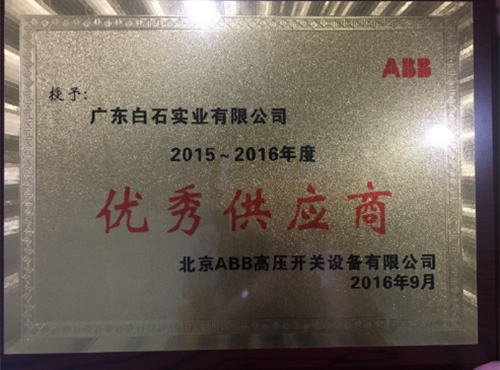 ABB
授予:
广东白石实业有限公司
2015~2016年度
优秀供应商
北京ABB高压开关设备有限公司
2016年9月